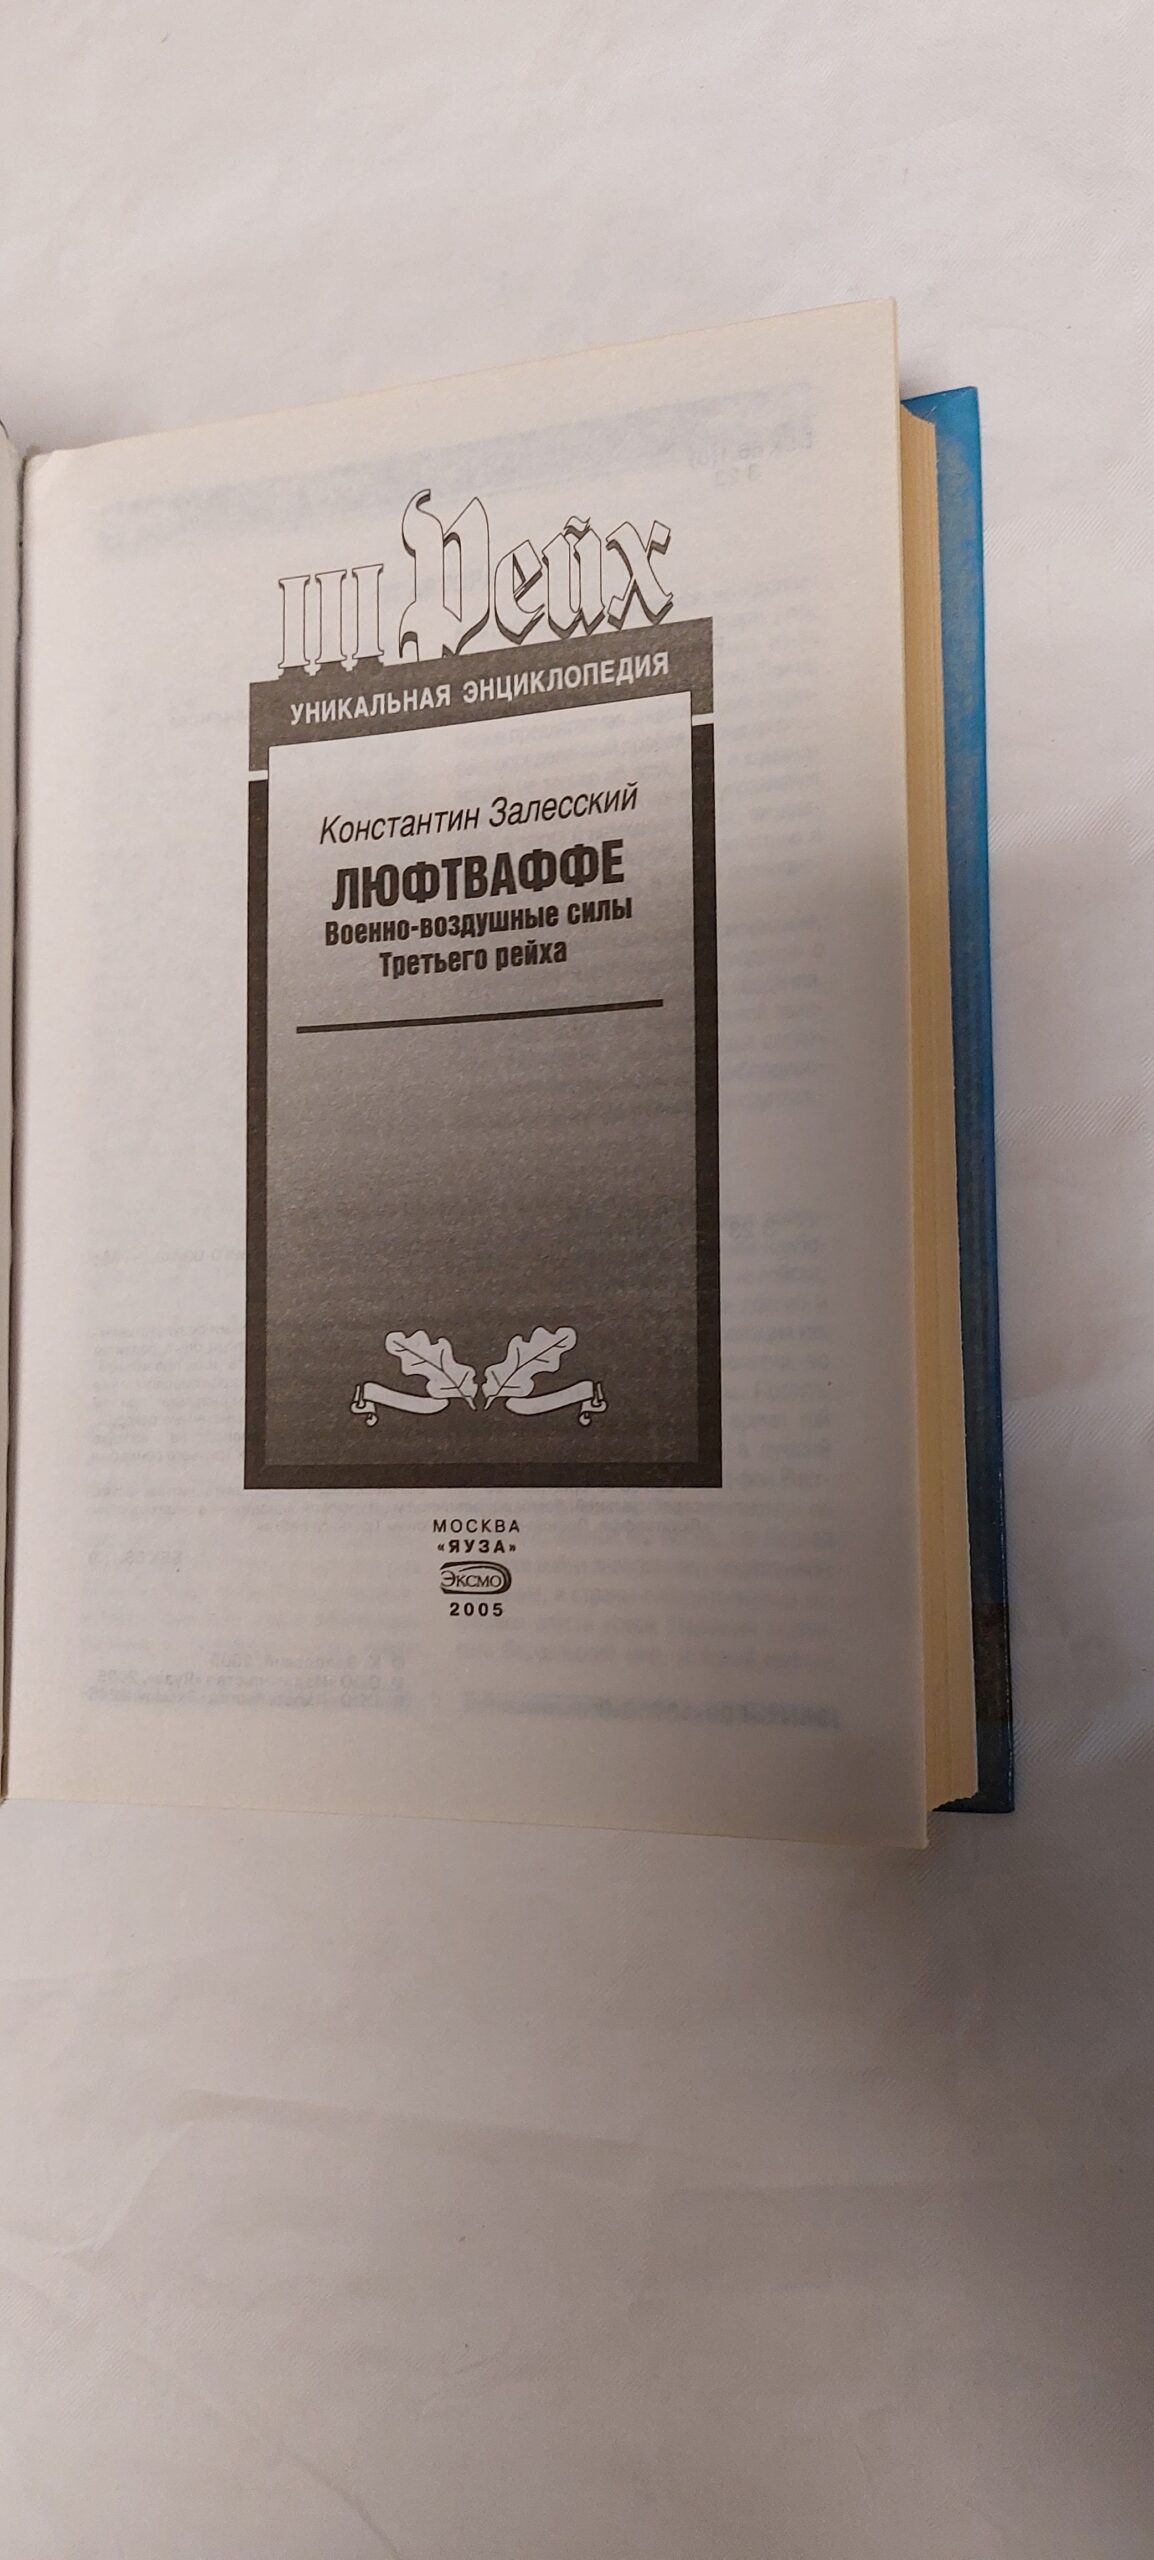 III Рейх
УНИКАЛЬНАЯ ЭНЦИКЛОПЕДИЯ
Константин Залесский
ЛЮФТВАФФЕ
Военно-воздушные силы
Третьего рейха
МОСКВА
«ЯУЗА»
ЭКСМО
2005